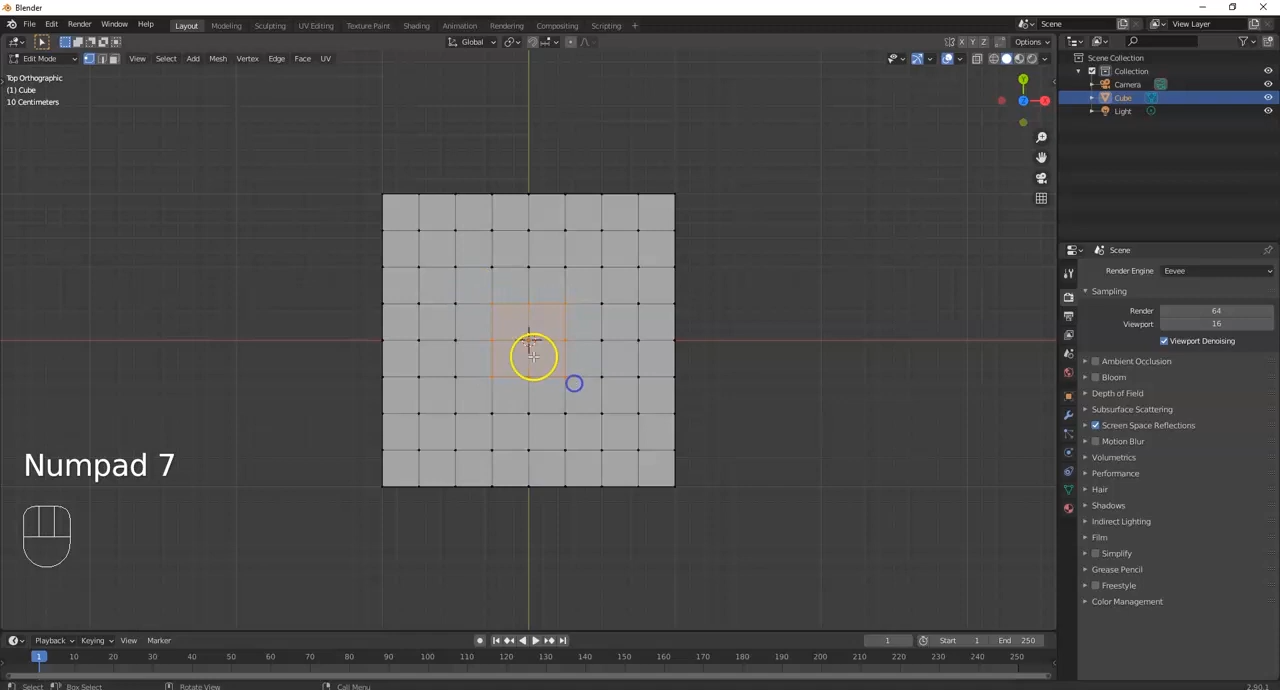 Blender
File Edit Render Window Help Layout Modeling Sculpting UV Editing Texture Paint Shading Animation Rendering Compositing Scripting + Scene View Layer
Global X Y Z Options
Edit Mode View Select Add Mesh Vertex Edge Face UV
Top Orthographic
(1) Cube
10 Centimeters
Y
Z X
Numpad 7
Scene Collection
Collection
Camera
Cube
Light
Scene
Render Engine Eevee
Sampling
Render 64
Viewport 16
Viewport Denoising
Ambient Occlusion
Bloom
Depth of Field
Subsurface Scattering
Screen Space Reflections
Motion Blur
Volumetrics
Performance
Hair
Shadows
Indirect Lighting
Film
Simplify
Grease Pencil
Freestyle
Color Management
Playback Keying View Marker 1 Start 1 End 250
1 10 20 30 40 50 60 70 80 90 100 110 120 130 140 150 160 170 180 190 200 210 220 230 240 250
Select Box Select Rotate View Call Menu 2.90.1